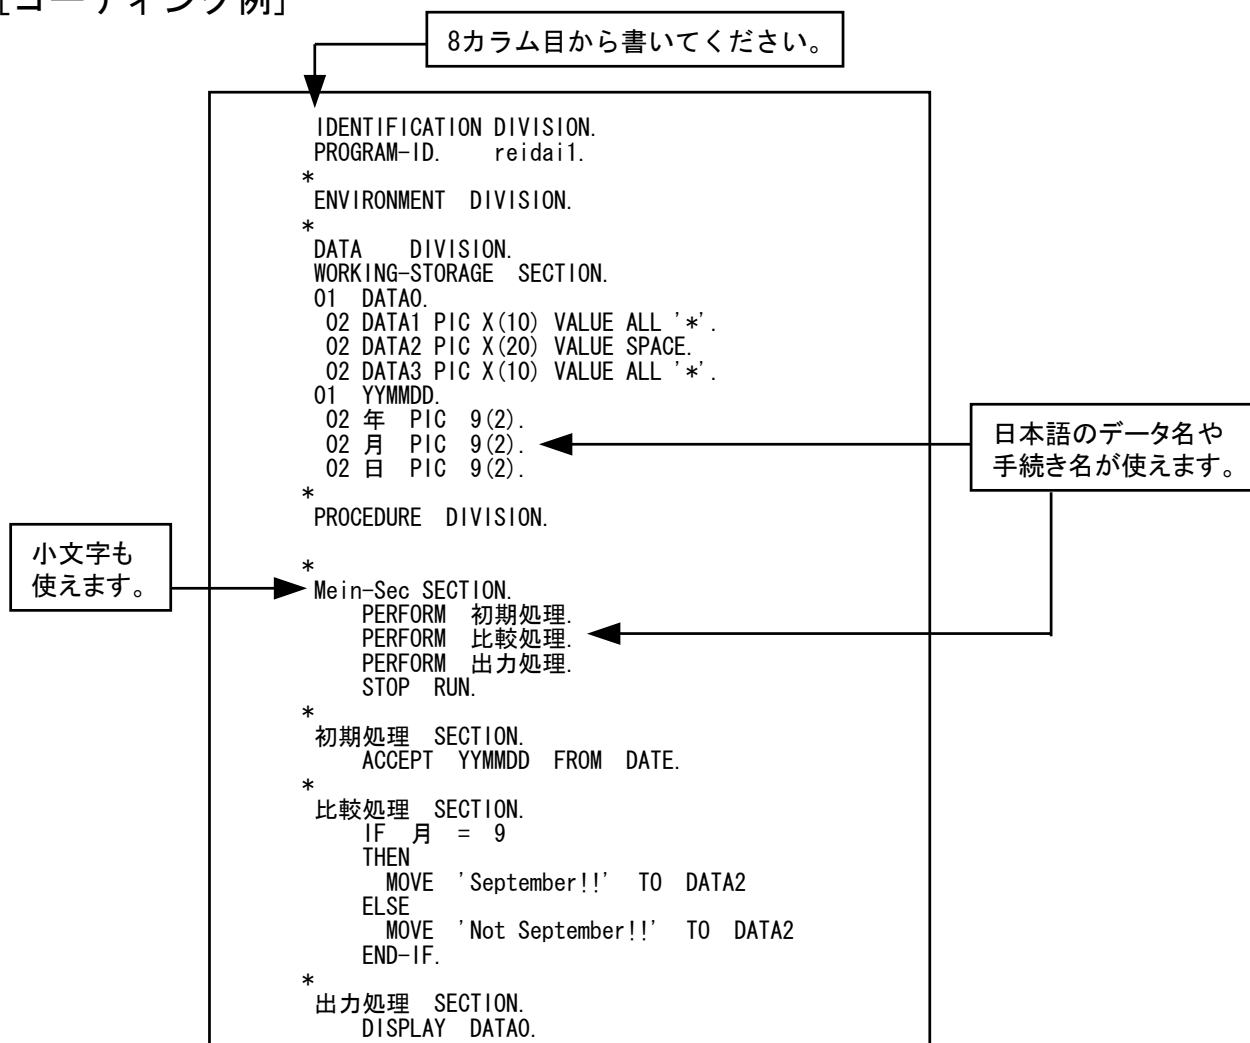 [コーディング例]
8カラム目から書いてください。
IDENTIFICATION DIVISION.
PROGRAM-ID.    reidai1.
*
ENVIRONMENT  DIVISION.
*
DATA    DIVISION.
WORKING-STORAGE  SECTION.
01  DATA0.
02 DATA1 PIC X(10) VALUE ALL '*'.
02 DATA2 PIC X(20) VALUE SPACE.
02 DATA3 PIC X(10) VALUE ALL '*'.
01  YYMMDD.
02 年  PIC  9(2).
02 月  PIC  9(2).
02 日  PIC  9(2).
日本語のデータ名や
手続き名が使えます。
*
PROCEDURE  DIVISION.
小文字も
使えます。
*
Mein-Sec SECTION.
PERFORM  初期処理.
PERFORM  比較処理.
PERFORM  出力処理.
STOP  RUN.
*
初期処理  SECTION.
ACCEPT  YYMMDD  FROM  DATE.
*
比較処理  SECTION.
IF  月  =  9
THEN
MOVE  'September!!'  TO  DATA2
ELSE
MOVE  'Not September!!'  TO  DATA2
END-IF.
*
出力処理  SECTION.
DISPLAY  DATA0.